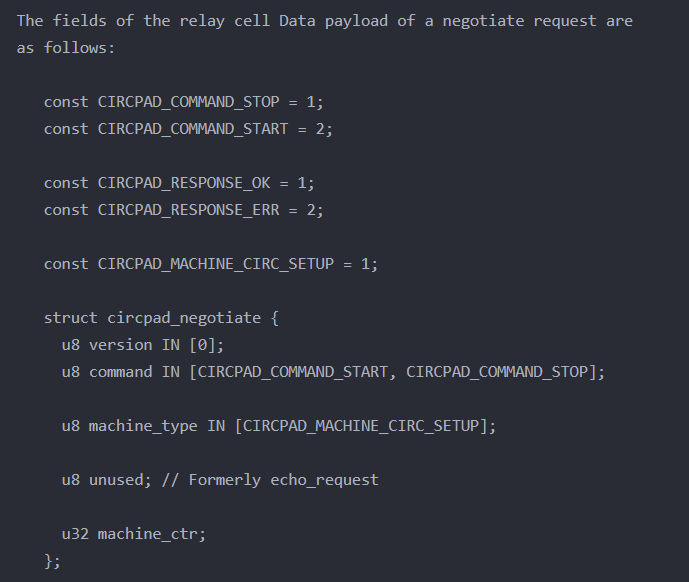 The fields of the relay cell Data payload of a negotiate request are
as follows:
const CIRCPAD_COMMAND_STOP = 1;
const CIRCPAD_COMMAND_START = 2;
const CIRCPAD_RESPONSE_OK = 1;
const CIRCPAD_RESPONSE_ERR = 2;
const CIRCPAD_MACHINE_CIRC_SETUP = 1;
struct circpad_negotiate {
u8 version IN [0];
u8 command IN [CIRCPAD_COMMAND_START, CIRCPAD_COMMAND_STOP];
u8 machine_type IN [CIRCPAD_MACHINE_CIRC_SETUP];
u8 unused; // Formerly echo_request
u32 machine_ctr;
};